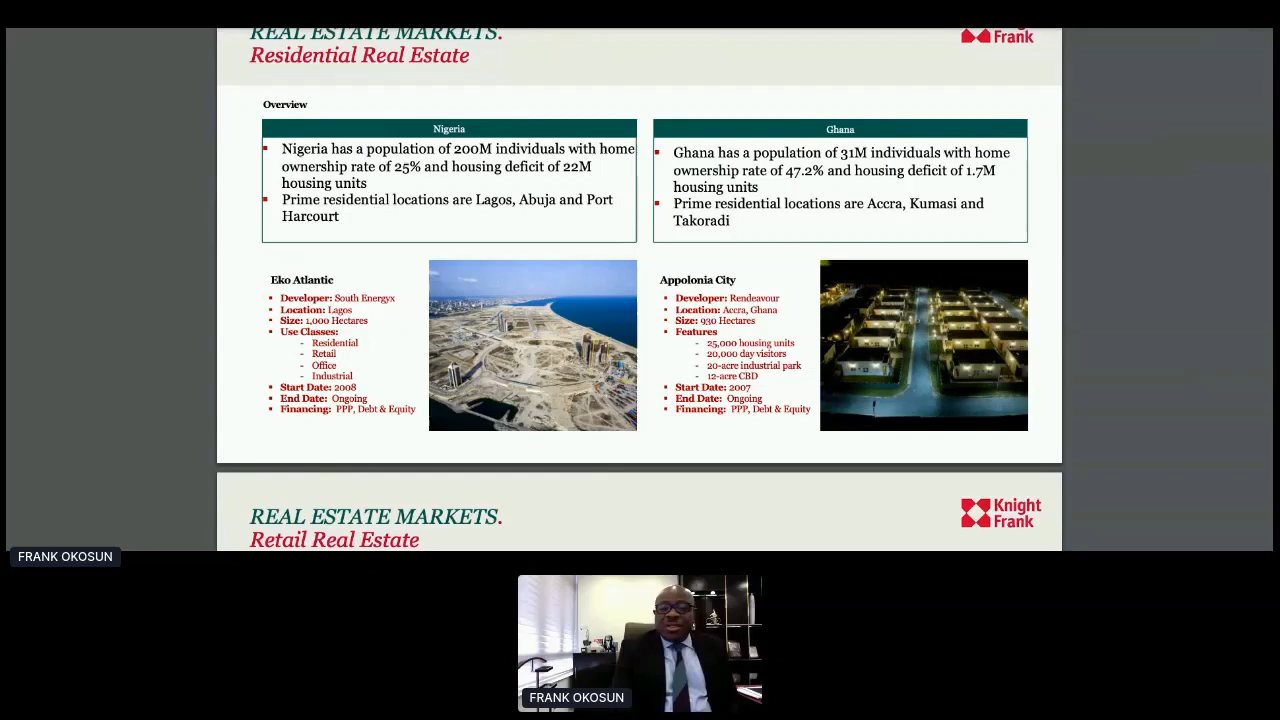 REAL ESTATE MARKETS.
Residential Real Estate
Frank
Overview
Nigeria
Nigeria has a population of 200M individuals with home
ownership rate of 25% and housing deficit of 22M
housing units
Prime residential locations are Lagos, Abuja and Port
Harcourt
Ghana
Ghana has a population of 31M individuals with home
ownership rate of 47.2% and housing deficit of 1.7M
housing units
Prime residential locations are Accra, Kumasi and
Takoradi
Eko Atlantic
Developer: South Energyx
Location: Lagos
Size: 1,000 Hectares
Use Classes:
- Residential
- Retail
- Office
- Industrial
Start Date: 2008
End Date: Ongoing
Financing: PPP, Debt & Equity
Appolonia City
Developer: Rendeavour
Location: Accra, Ghana
Size: 930 Hectares
Features
- 25,000 housing units
- 20,000 day visitors
- 20-acre industrial park
- 12-acre CBD
Start Date: 2007
End Date: Ongoing
Financing: PPP, Debt & Equity
REAL ESTATE MARKETS.
Retail Real Estate
Knight
Frank
FRANK OKOSUN
FRANK OKOSUN